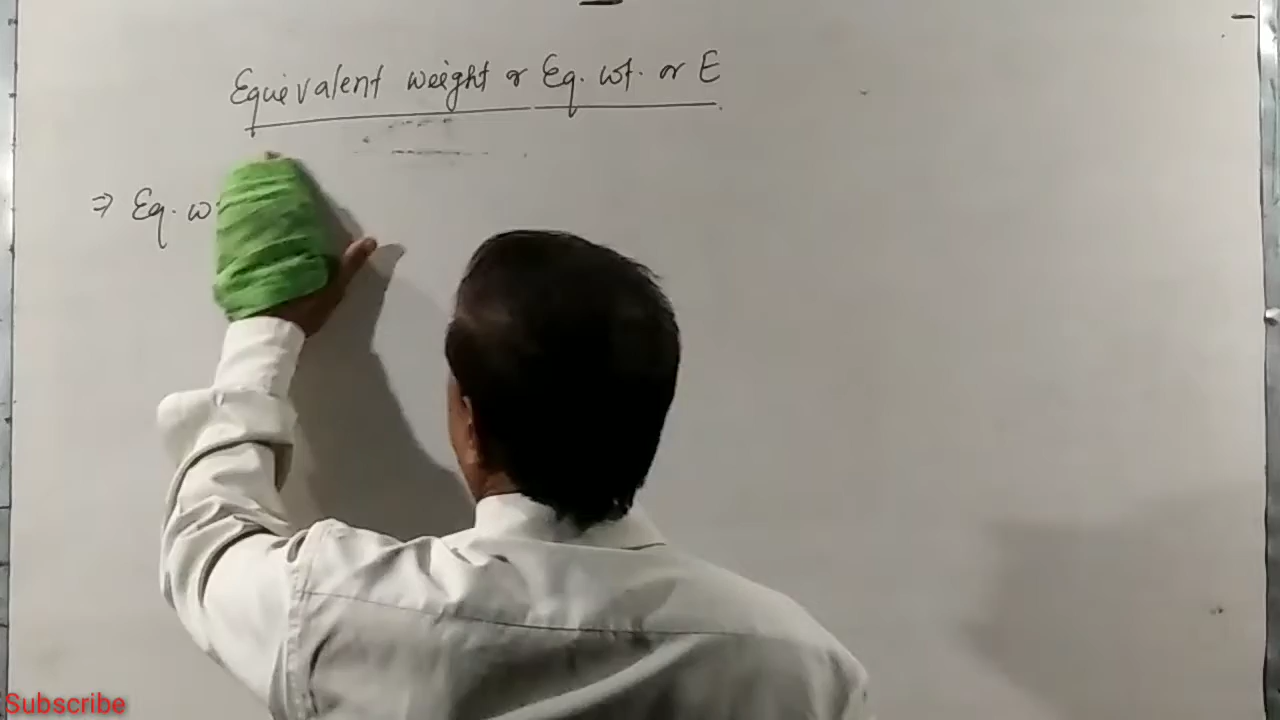 Equivalent weight or Eq. wt. or E
⇒ Eq. w
Subscribe